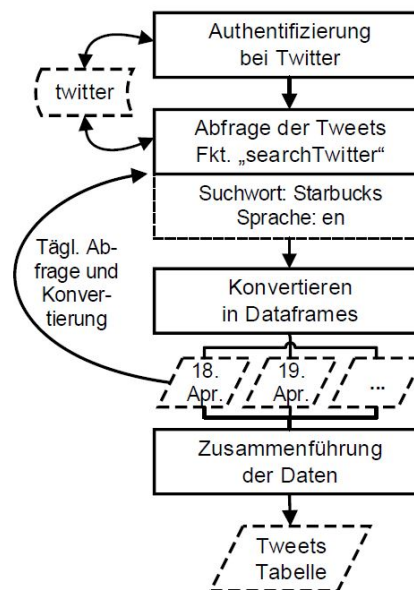 Authentifizierung
bei Twitter
twitter
Abfrage der Tweets
Fkt. „searchTwitter“
Suchwort: Starbucks
Sprache: en
Tägl. Ab-
frage und
Konver-
tierung
Konvertieren
in Dataframes
18.
Apr.
19.
Apr.
...
Zusammenführung
der Daten
Tweets
Tabelle